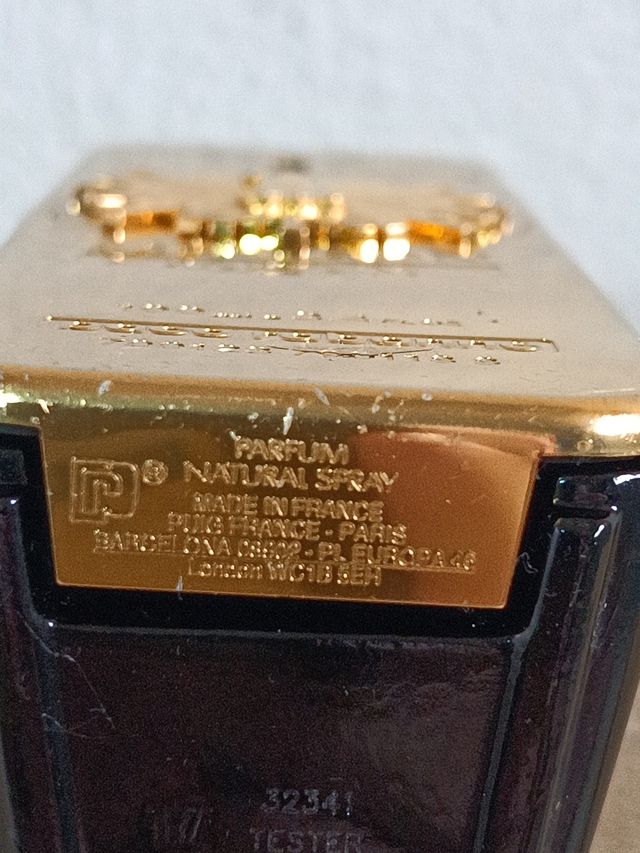 PARFUM
NATURAL SPRAY
®
MADE IN FRANCE
PUIG FRANCE - PARIS
BARCELONA 08902 - Pl. EUROPA 46
London WC1B 5EH
32341
TESTER